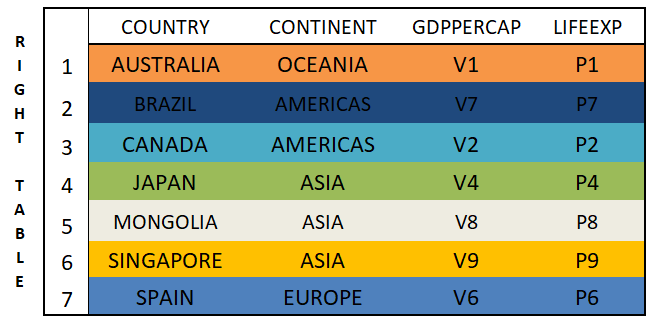 RIGHT TABLE
COUNTRY CONTINENT GDPPERCAP LIFEEXP
1 AUSTRALIA OCEANIA V1 P1
2 BRAZIL AMERICAS V7 P7
3 CANADA AMERICAS V2 P2
4 JAPAN ASIA V4 P4
5 MONGOLIA ASIA V8 P8
6 SINGAPORE ASIA V9 P9
7 SPAIN EUROPE V6 P6